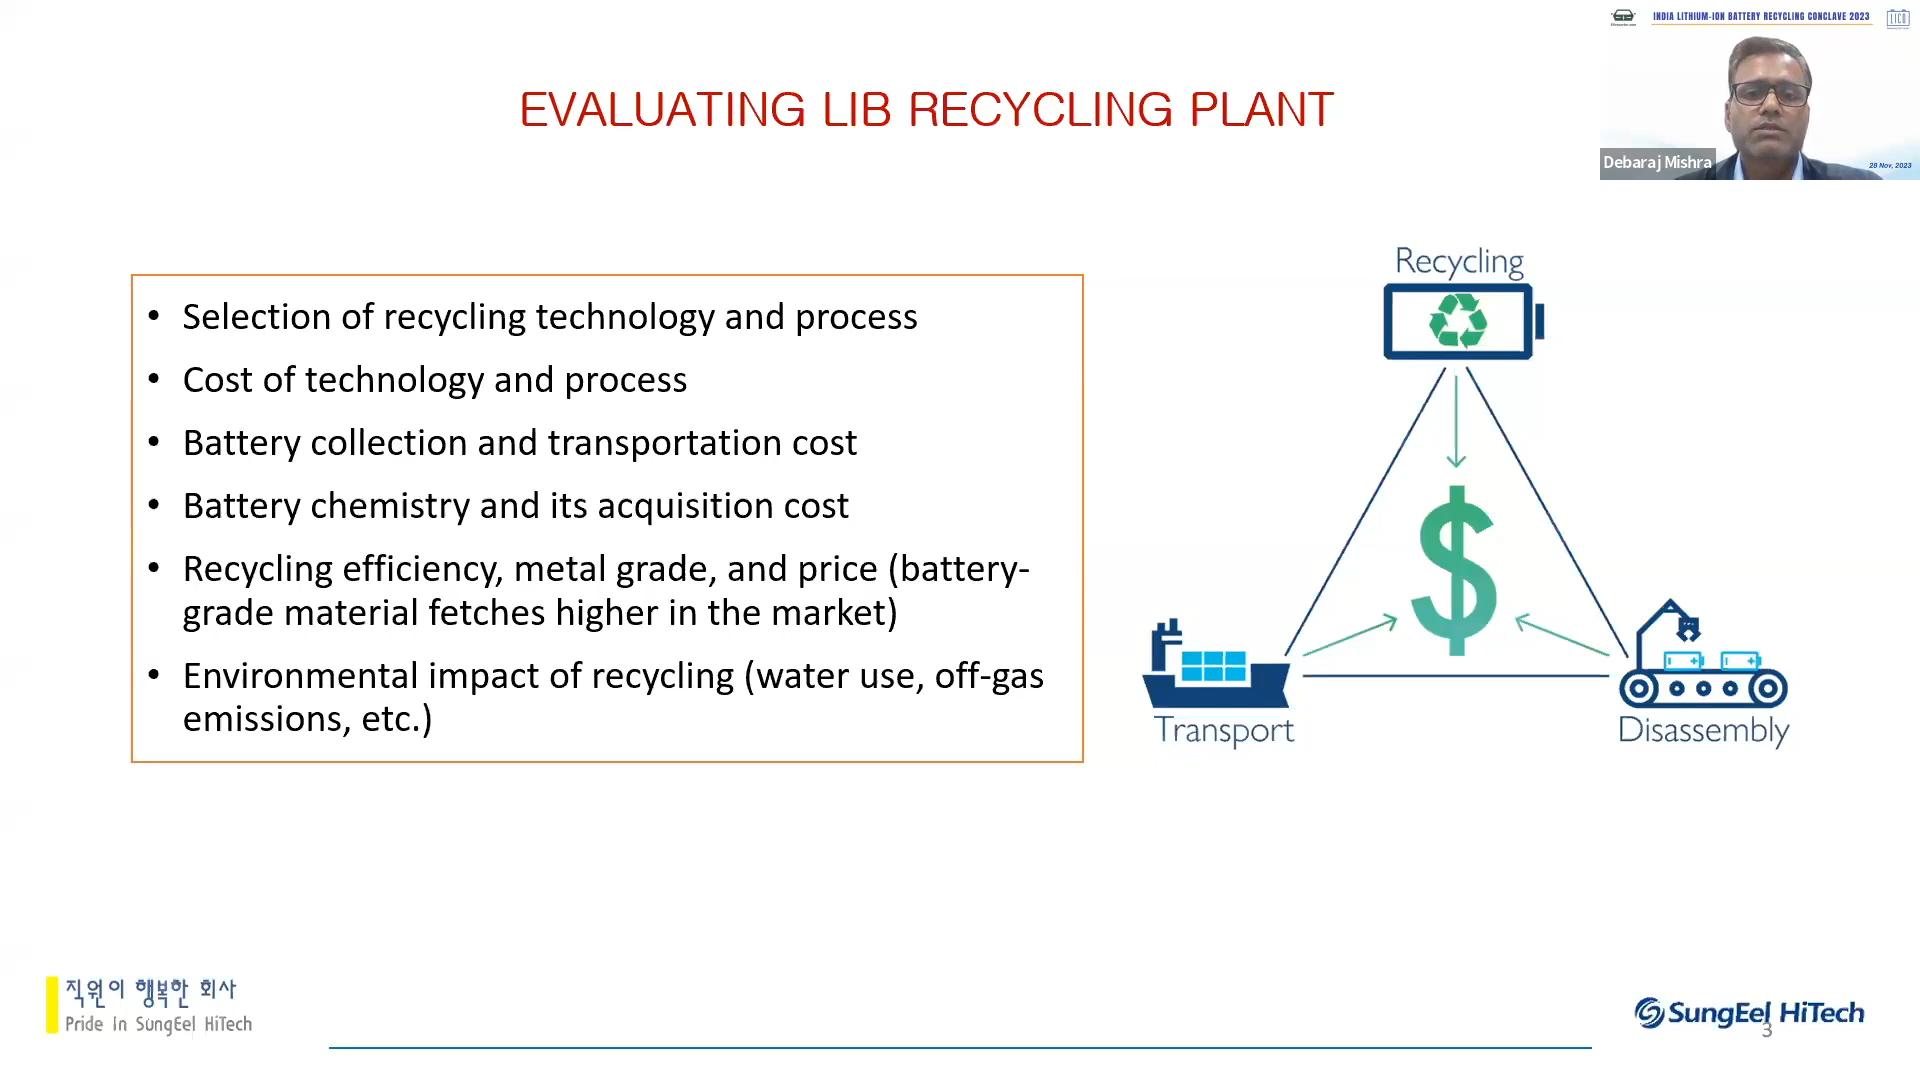 INDIA LITHIUM-ION BATTERY RECYCLING CONCLAVE 2023
LICO
EVALUATING LIB RECYCLING PLANT
Debaraj Mishra
28 Nov, 2023
• Selection of recycling technology and process
• Cost of technology and process
• Battery collection and transportation cost
• Battery chemistry and its acquisition cost
• Recycling efficiency, metal grade, and price (battery-
grade material fetches higher in the market)
• Environmental impact of recycling (water use, off-gas
emissions, etc.)
Recycling
$
Transport
Disassembly
직원이 행복한 회사
Pride in SungEel HiTech
SungEel HiTech
3